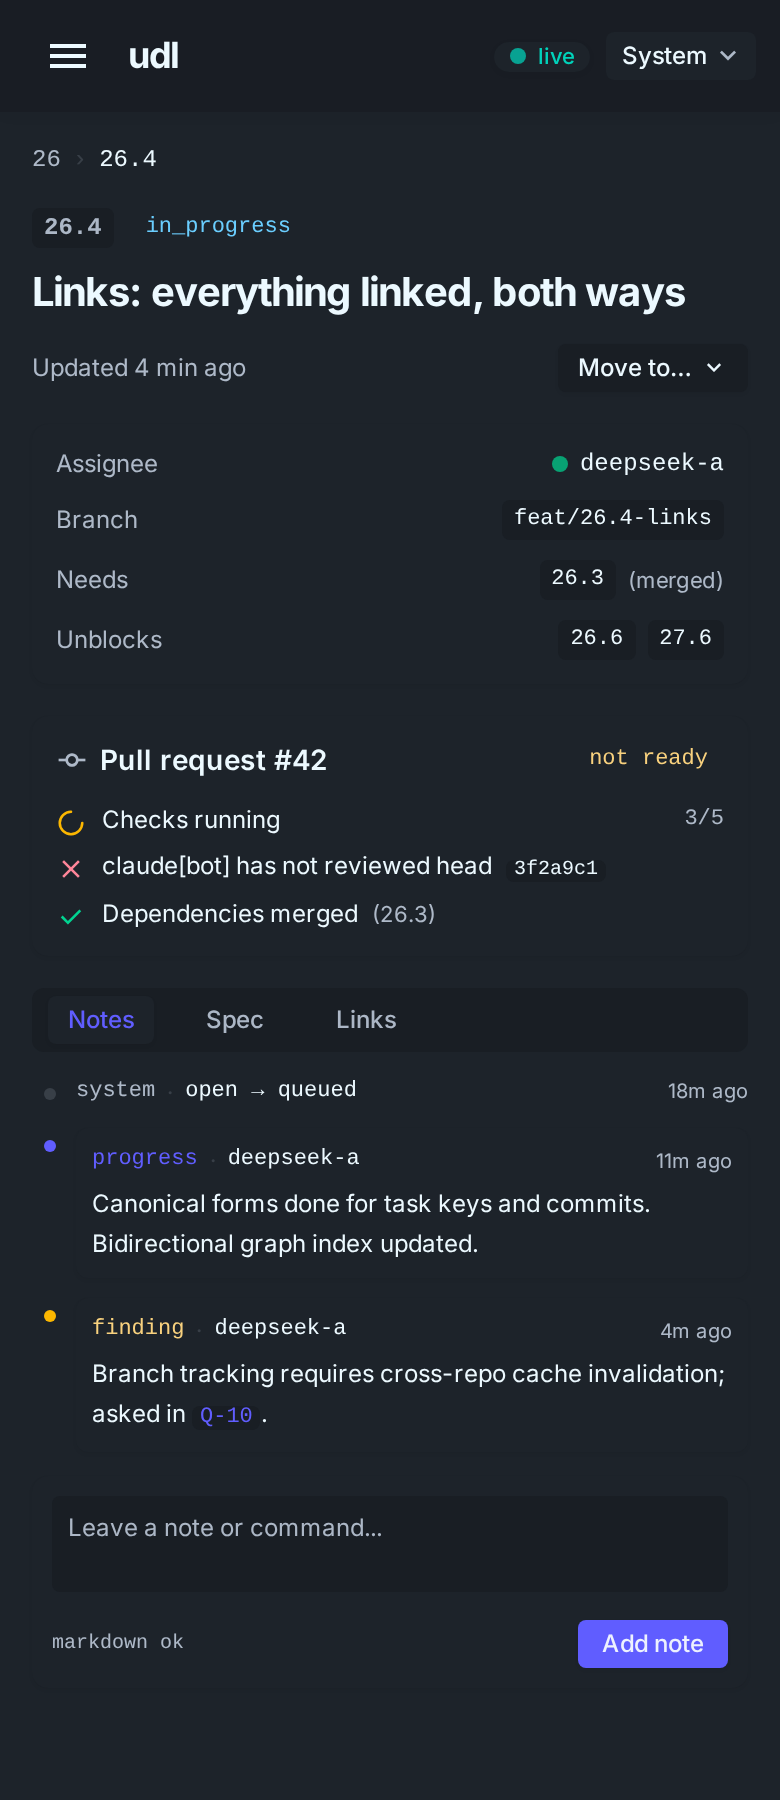 udl
live
System
26 › 26.4
26.4 in_progress
Links: everything linked, both ways
Updated 4 min ago
Move to...
Assignee deepseek-a
Branch feat/26.4-links
Needs 26.3 (merged)
Unblocks 26.6 27.6
Pull request #42 not ready
Checks running 3/5
claude[bot] has not reviewed head 3f2a9c1
Dependencies merged (26.3)
Notes Spec Links
system · open → queued 18m ago
progress · deepseek-a 11m ago
Canonical forms done for task keys and commits.
Bidirectional graph index updated.
finding · deepseek-a 4m ago
Branch tracking requires cross-repo cache invalidation;
asked in Q-10.
Leave a note or command...
markdown ok
Add note